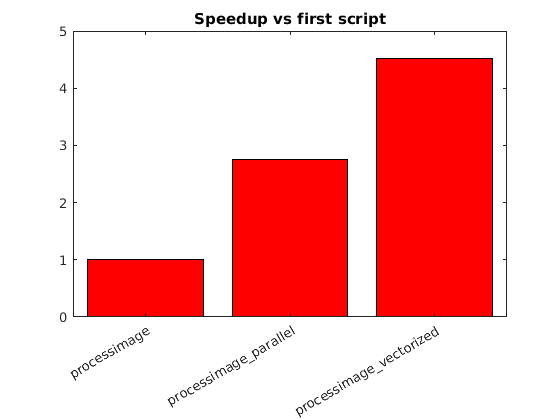 Speedup vs first script
5
4
3
2
1
0
processimage
processimage_parallel
processimage_vectorized